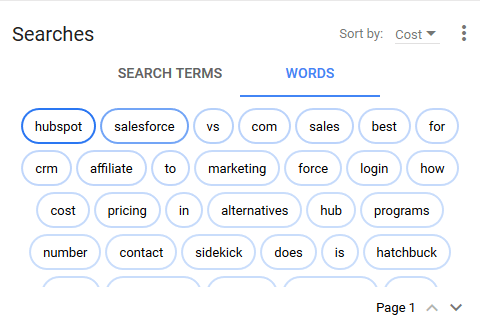 Searches
Sort by: Cost
SEARCH TERMS WORDS
hubspot salesforce vs com sales best for
crm affiliate to marketing force login how
cost pricing in alternatives hub programs
number contact sidekick does is hatchbuck
Page 1